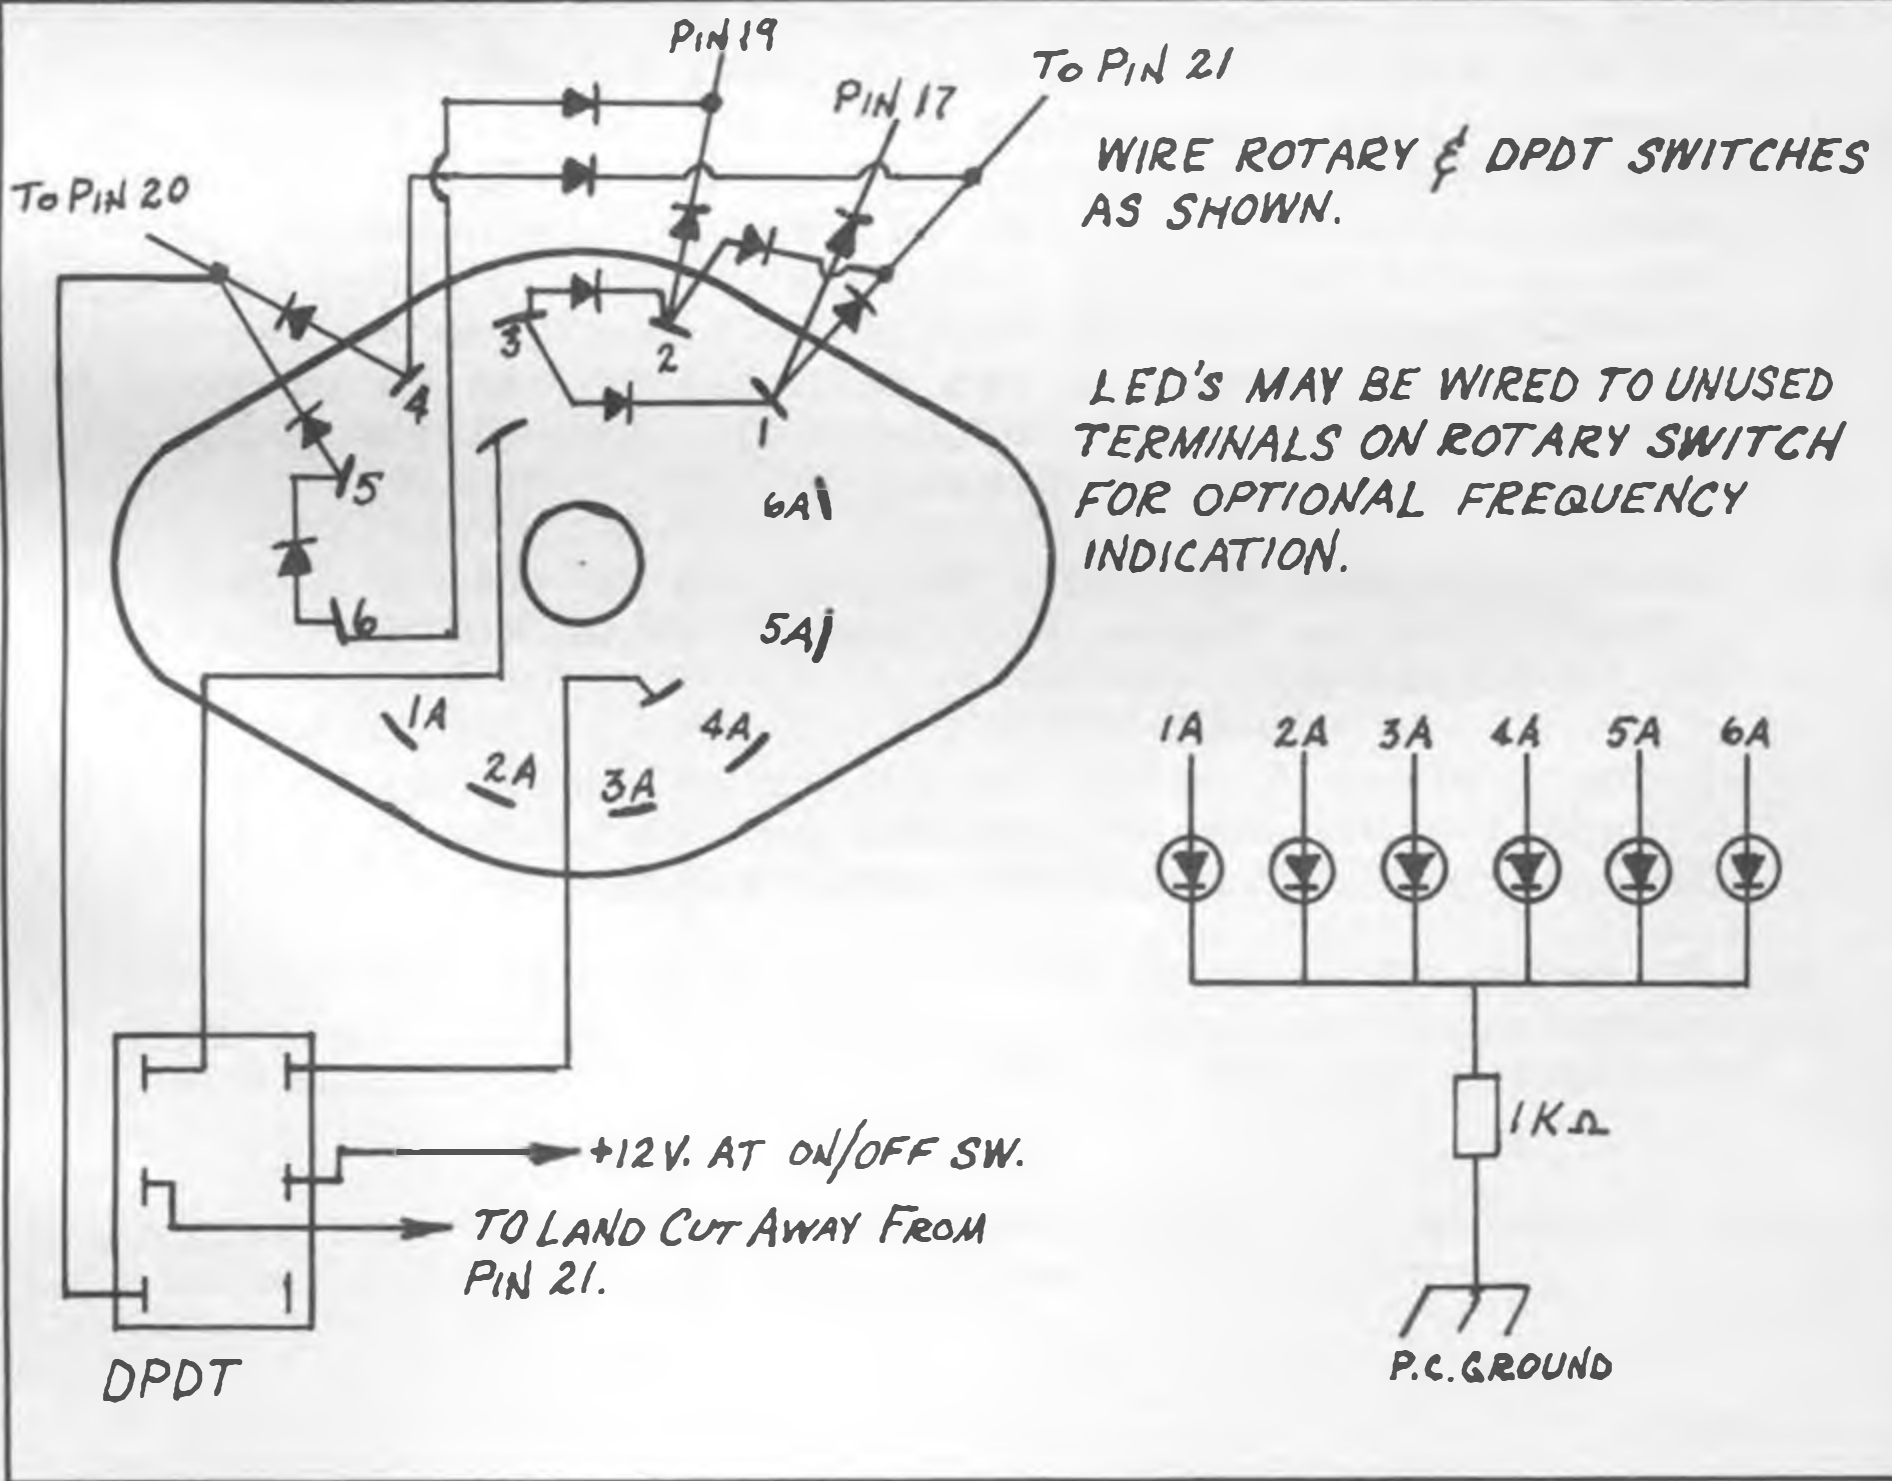 PIN 19
TO PIN 21
PIN 17
WIRE ROTARY & DPDT SWITCHES
AS SHOWN.
TO PIN 20
3
2
4
1
LED'S MAY BE WIRED TO UNUSED
TERMINALS ON ROTARY SWITCH
FOR OPTIONAL FREQUENCY
INDICATION.
5
6A
6
5A
1A
4A
2A
3A
1A 2A 3A 4A 5A 6A
1KΩ
+12V. AT ON/OFF SW.
TO LAND CUT AWAY FROM
PIN 21.
DPDT
P.C. GROUND